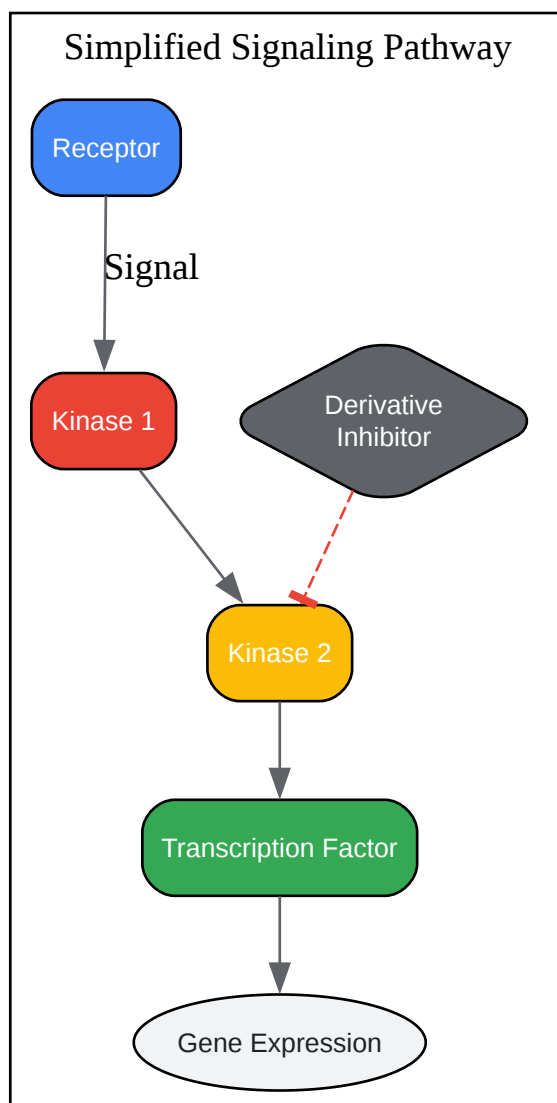 Simplified Signaling Pathway
Receptor
Signal
Kinase 1
Derivative
Inhibitor
Kinase 2
Transcription Factor
Gene Expression